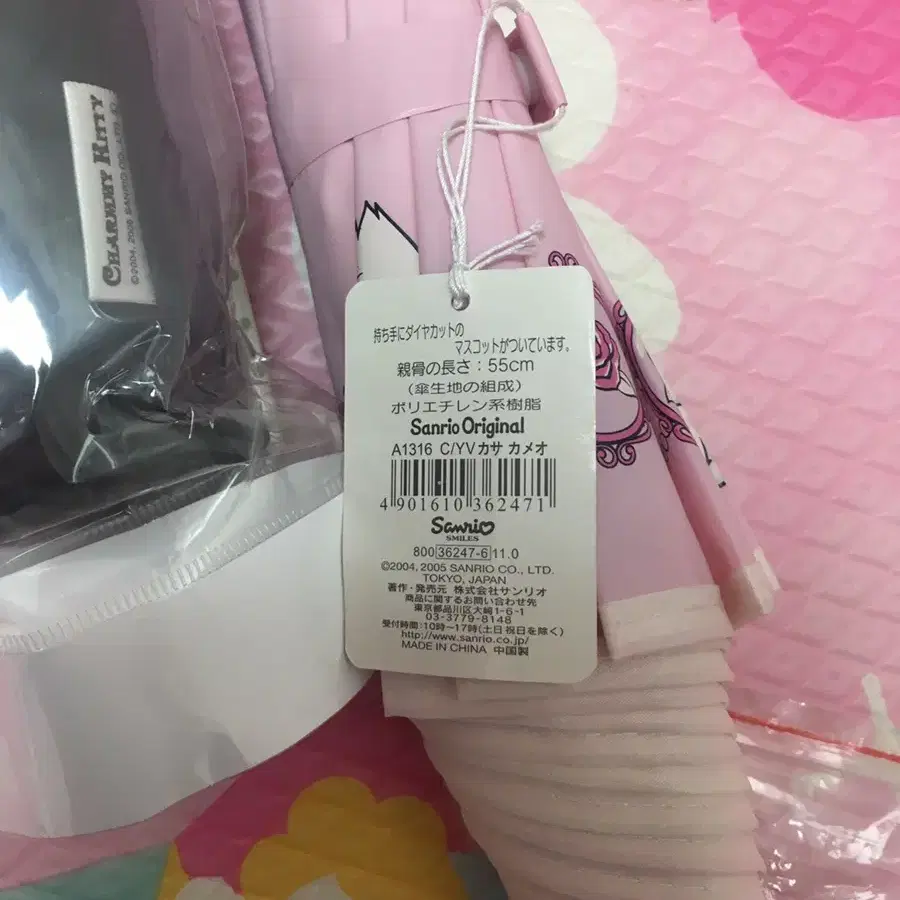 CHARMMY KITTY
©2004, 2006 SANRIO CO., LTD.
持ち手にダイヤカットの
マスコットがついています。
親骨の長さ：55cm
（傘生地の組成）
ポリエチレン系樹脂
Sanrio Original
A1316 C/YVカサ カメオ
4 901610 362471
Sanrio
SMILES
800 36247-6 11.0
©2004, 2005 SANRIO CO., LTD.
TOKYO, JAPAN
著作・発売元 株式会社サンリオ
商品に関するお問い合わせ先
東京都品川区大崎1-6-1
03-3779-8148
受付時間：10時〜17時(土日祝日を除く)
http://www.sanrio.co.jp/
MADE IN CHINA 中国製